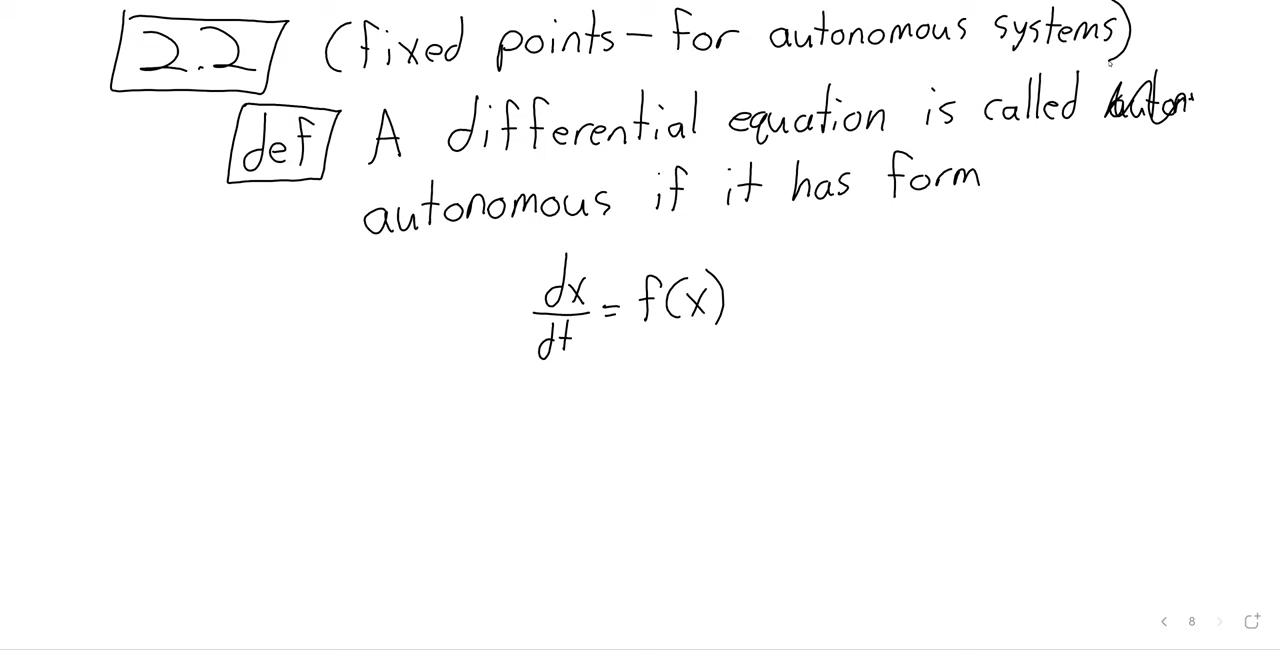 2.2 (fixed points - for autonomous systems)
def A differential equation is called
autonomous if it has form
dx/dt = f(x)
8